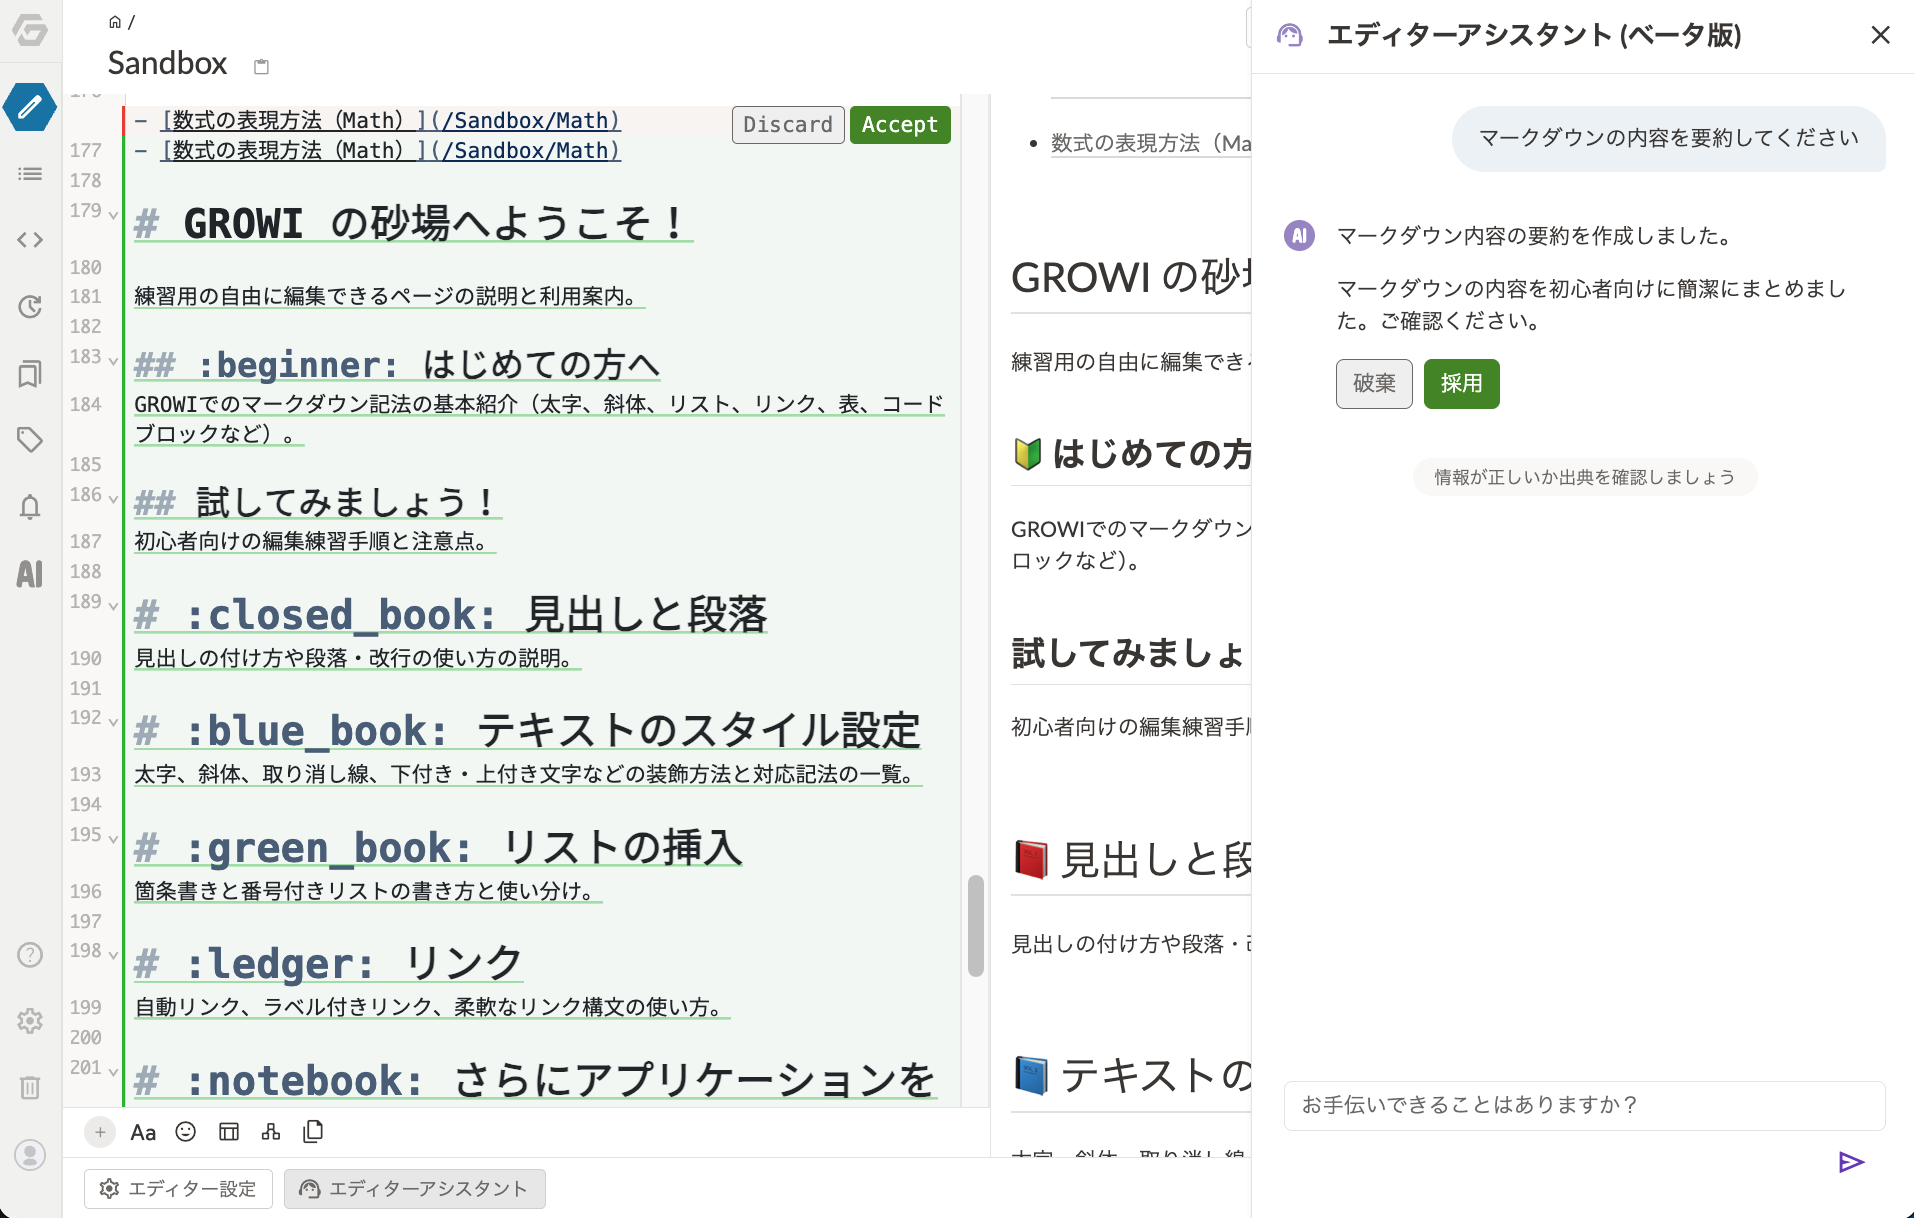 /
Sandbox
- [数式の表現方法（Math）](/Sandbox/Math)
Discard
Accept
177 - [数式の表現方法（Math）](/Sandbox/Math)
178
179 # GROWI の砂場へようこそ！
180
181 練習用の自由に編集できるページの説明と利用案内。
182
183 ## :beginner: はじめての方へ
184 GROWIでのマークダウン記法の基本紹介（太字、斜体、リスト、リンク、表、コード
ブロックなど）。
185
186 ## 試してみましょう！
187 初心者向けの編集練習手順と注意点。
188
189 # :closed_book: 見出しと段落
190 見出しの付け方や段落・改行の使い方の説明。
191
192 # :blue_book: テキストのスタイル設定
193 太字、斜体、取り消し線、下付き・上付き文字などの装飾方法と対応記法の一覧。
194
195 # :green_book: リストの挿入
196 箇条書きと番号付きリストの書き方と使い分け。
197
198 # :ledger: リンク
199 自動リンク、ラベル付きリンク、柔軟なリンク構文の使い方。
200
201 # :notebook: さらにアプリケーションを
AI
Aa
エディター設定
エディターアシスタント
数式の表現方法（Ma
GROWI の砂
練習用の自由に編集でき
はじめての方
GROWIでのマークダウン
ロックなど）。
試してみましょ
初心者向けの編集練習手
見出しと段
見出しの付け方や段落・
テキストの
太字、斜体、取り消し線
エディターアシスタント (ベータ版)
マークダウンの内容を要約してください
AI
マークダウン内容の要約を作成しました。
マークダウンの内容を初心者向けに簡潔にまとめまし
た。ご確認ください。
破棄
採用
情報が正しいか出典を確認しましょう
お手伝いできることはありますか？